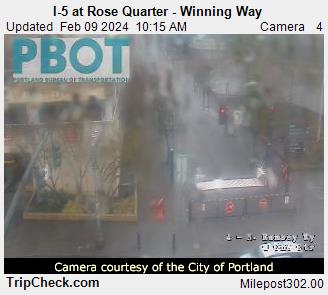 I-5 at Rose Quarter - Winning Way
Updated Feb 09 2024 10:15 AM Camera 4
PBOT
PORTLAND BUREAU OF TRANSPORTATION
Camera courtesy of the City of Portland
TripCheck.com Milepost302.00